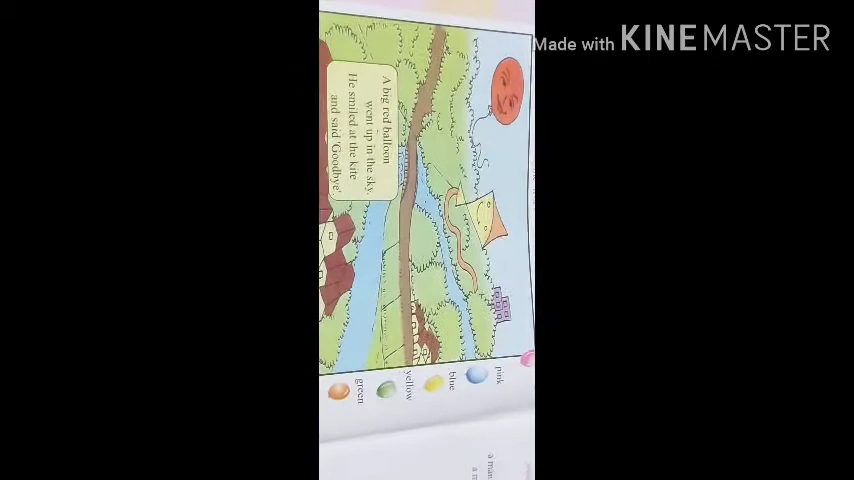 Made with KINEMASTER
A big red balloon
went up in the sky.
He smiled at the kite
and said 'Goodbye'
pink
blue
yellow
green
a man